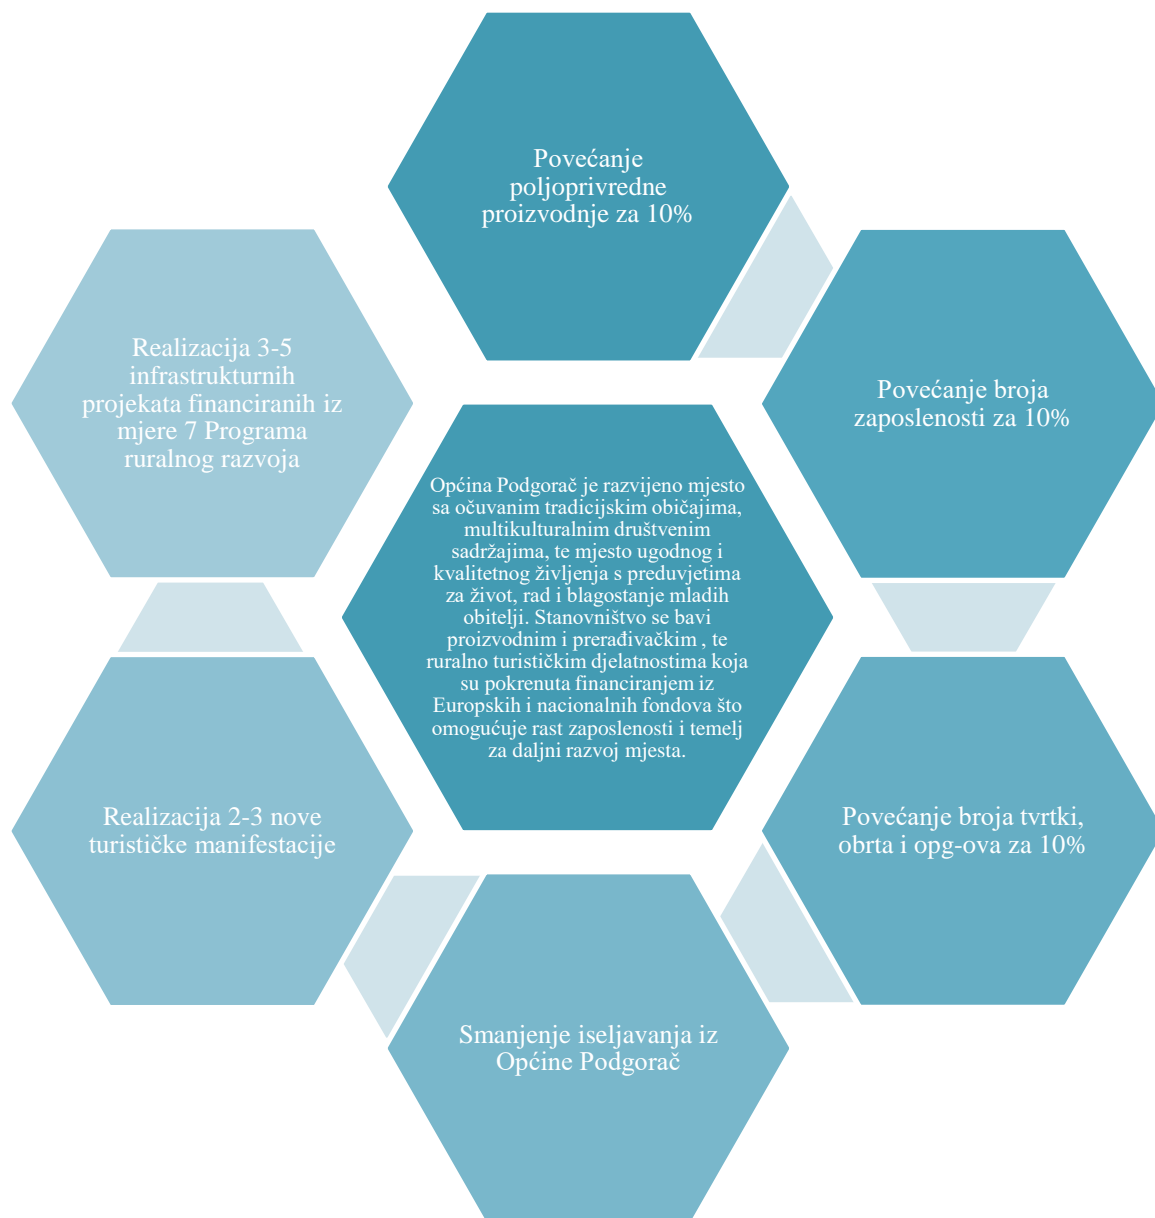 Povećanje
poljoprivredne
proizvodnje za 10%
Povećanje broja
zaposlenosti za 10%
Povećanje broja tvrtki,
obrta i opg-ova za 10%
Smanjenje iseljavanja iz
Općine Podgorač
Realizacija 2-3 nove
turističke manifestacije
Realizacija 3-5
infrastrukturnih
projekata financiranih iz
mjere 7 Programa
ruralnog razvoja
Općina Podgorač je razvijeno mjesto
sa očuvanim tradicijskim običajima,
multikulturalnim društvenim
sadržajima, te mjesto ugodnog i
kvalitetnog življenja s preduvjetima
za život, rad i blagostanje mladih
obitelji. Stanovništvo se bavi
proizvodnim i prerađivačkim , te
ruralno turističkim djelatnostima koja
su pokrenuta financiranjem iz
Europskih i nacionalnih fondova što
omogućuje rast zaposlenosti i temelj
za daljni razvoj mjesta.